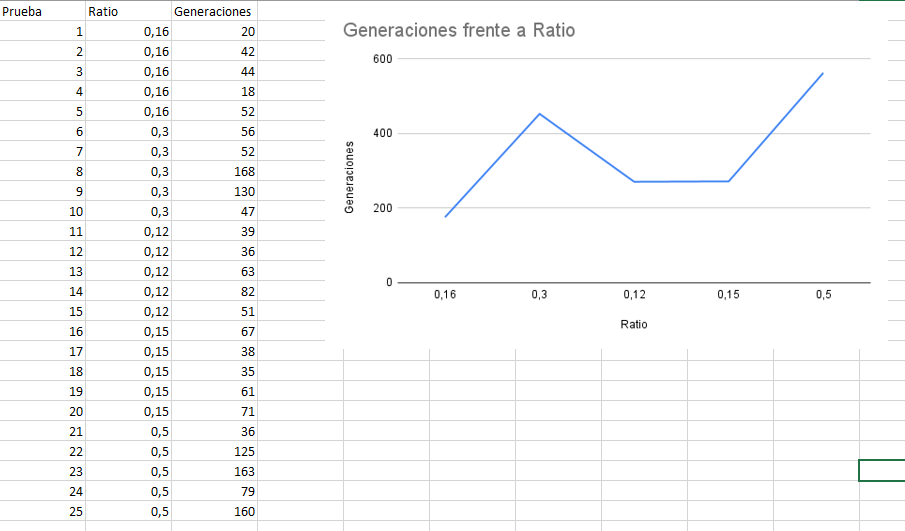 Prueba Ratio Generaciones
1 0,16 20
2 0,16 42
3 0,16 44
4 0,16 18
5 0,16 52
6 0,3 56
7 0,3 52
8 0,3 168
9 0,3 130
10 0,3 47
11 0,12 39
12 0,12 36
13 0,12 63
14 0,12 82
15 0,12 51
16 0,15 67
17 0,15 38
18 0,15 35
19 0,15 61
20 0,15 71
21 0,5 36
22 0,5 125
23 0,5 163
24 0,5 79
25 0,5 160
Generaciones frente a Ratio
Generaciones
600
400
200
0
0,16 0,3 0,12 0,15 0,5
Ratio